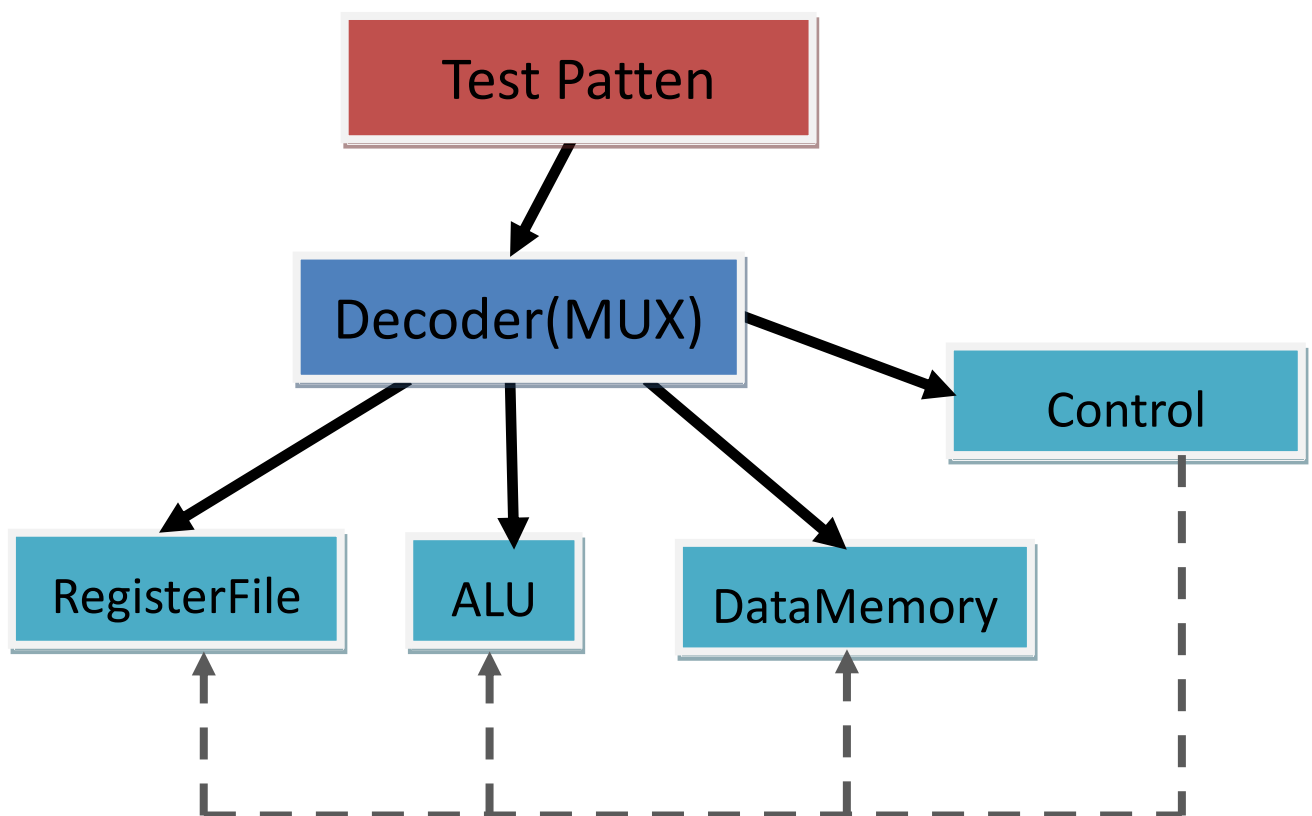 Test Patten
Decoder(MUX)
Control
RegisterFile
ALU
DataMemory